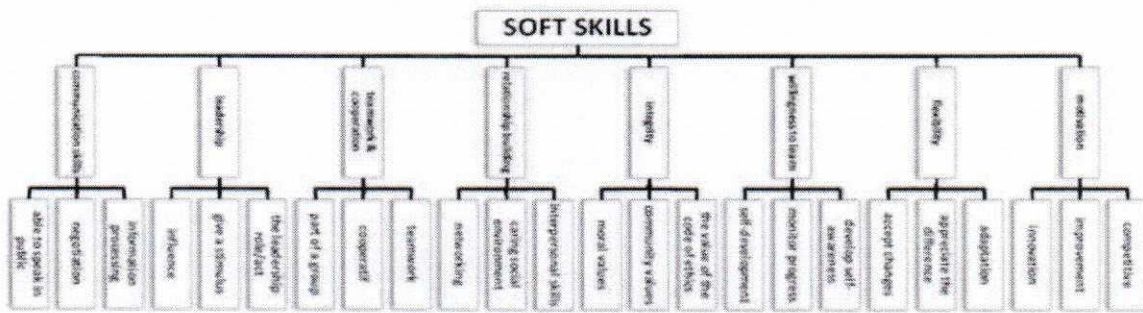 SOFT SKILLS
communication skills
leadership
teamwork &
cooperation
relationship building
integrity
willingness to learn
flexibility
motivation
able to speak in
public
negotiation
information
processing
influence
give a stimulus
the leadership
role/act
part of a group
cooperatif
teamwork
networking
caring social
environment
interpersonal skills
moral values
community values
the value of the
code of ethics
self-development
monitor progress
develop self-
awareness
accept changes
appreciate the
difference
adaptation
innovation
improvement
competitive